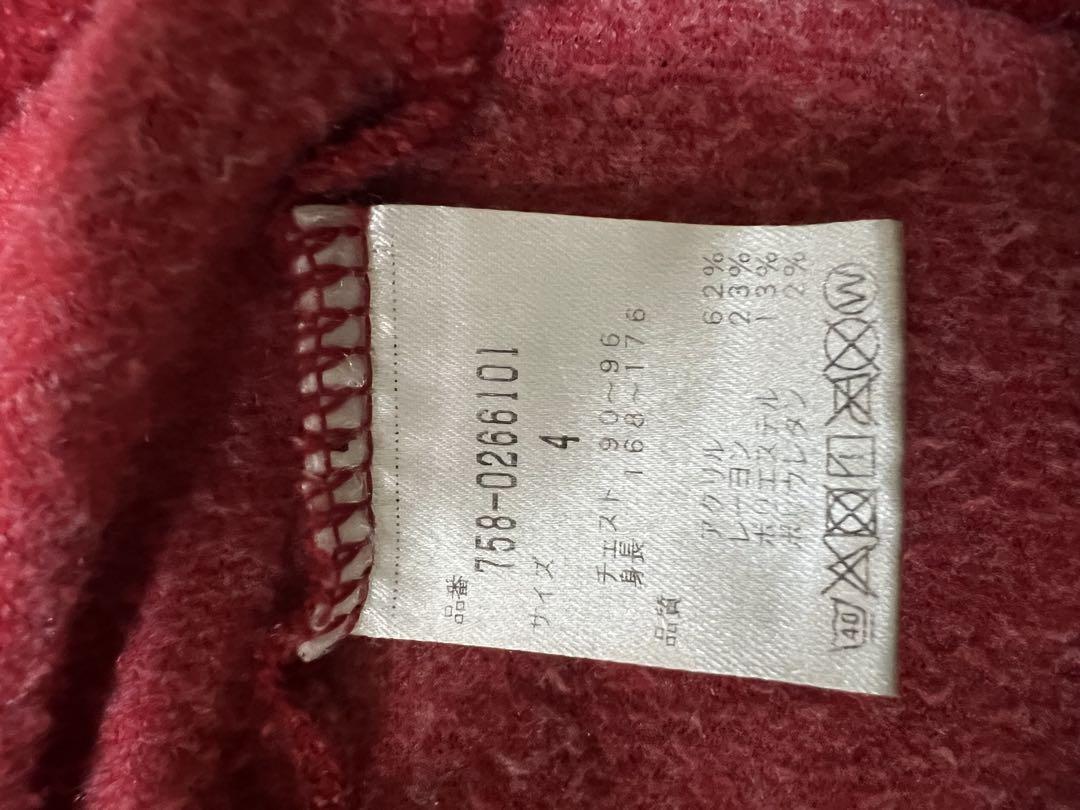 品番
758-0266101
サイズ 4
チェスト 90~96
身長 168~176
品質
アクリル 62%
レーヨン 23%
ポリエステル 13%
ポリウレタン 2%
40 W